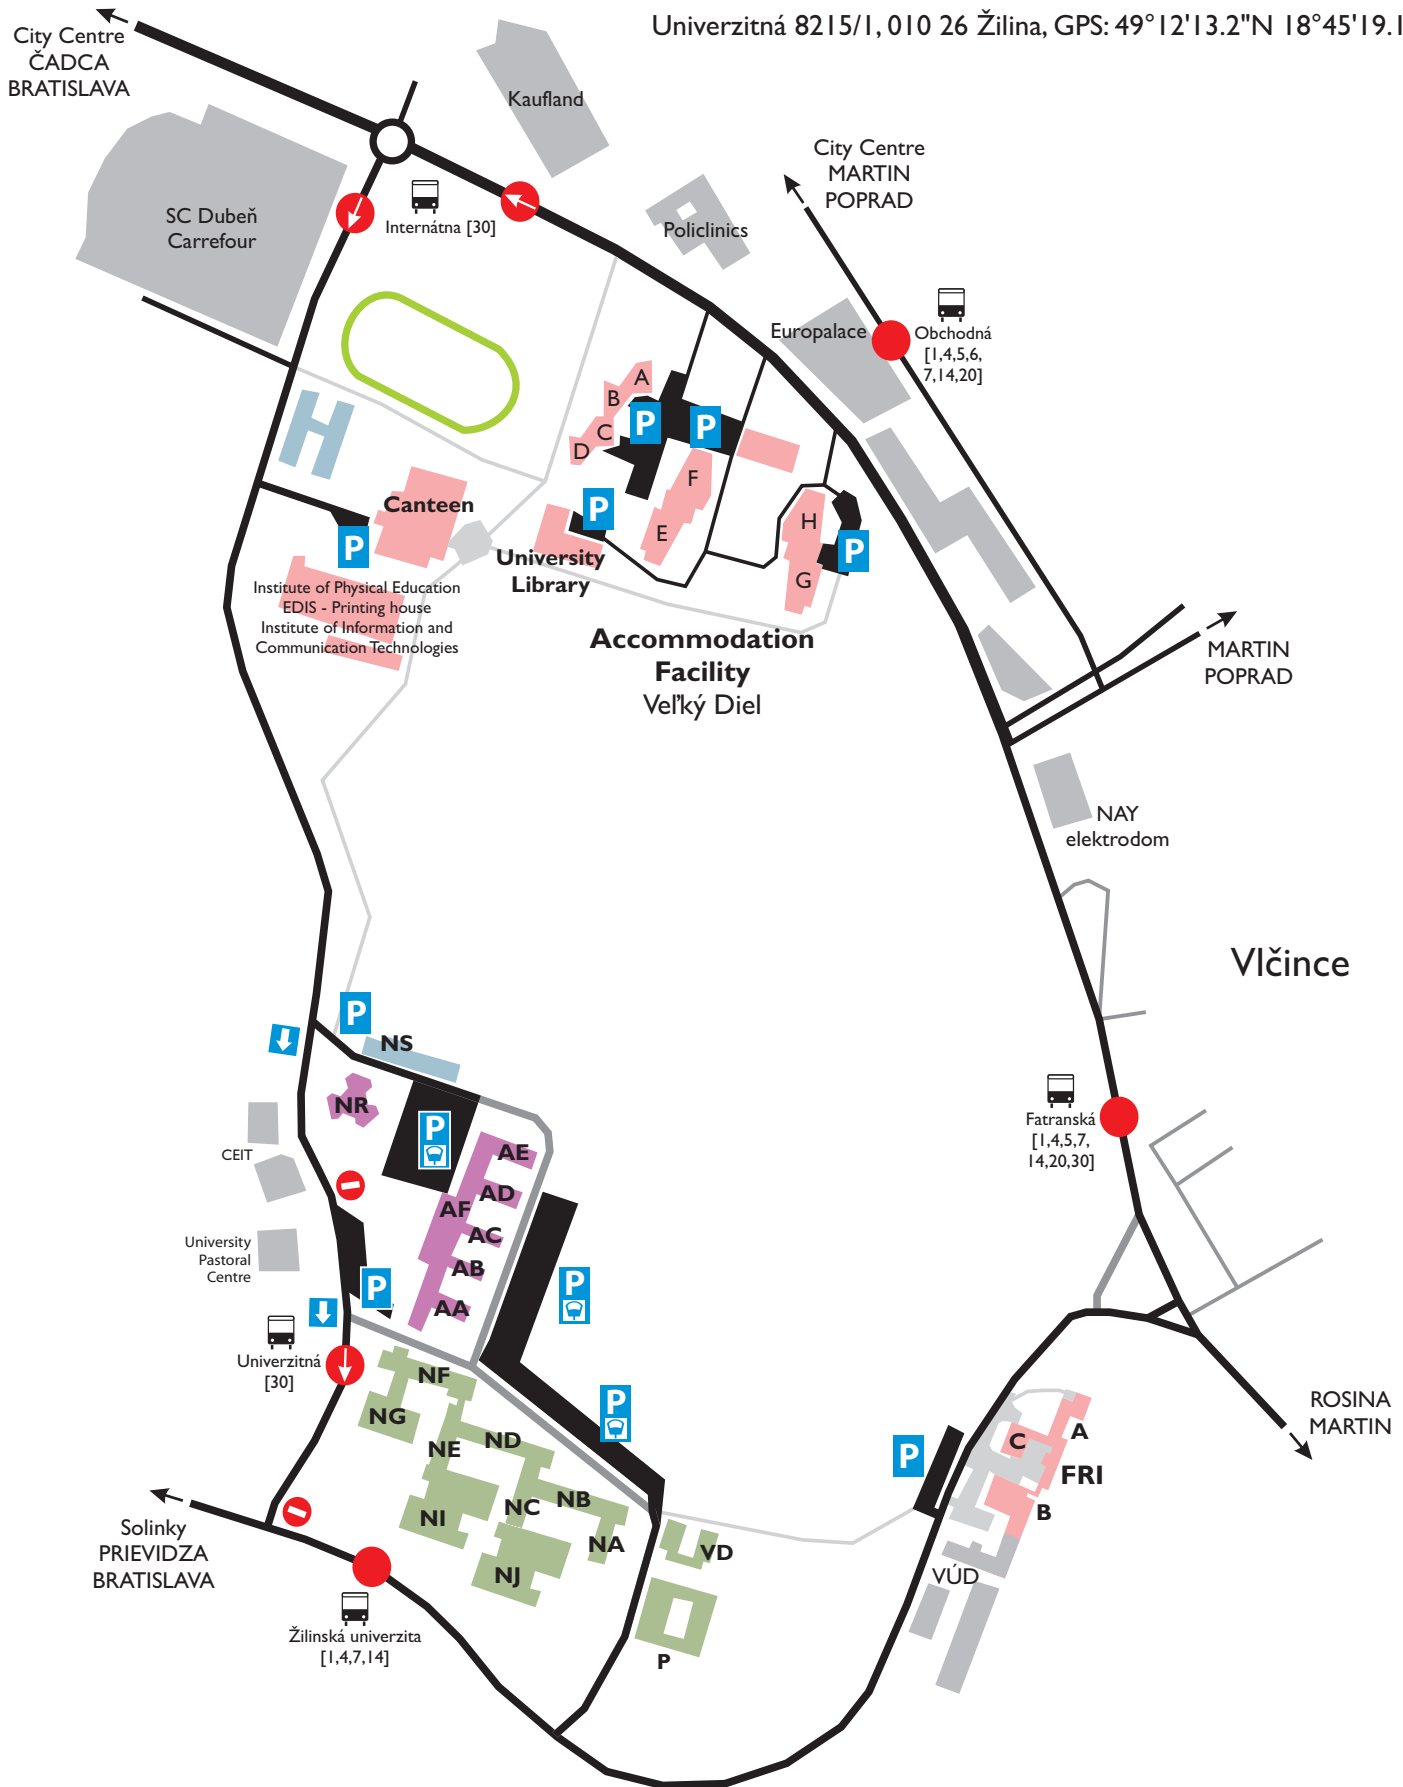 Univerzitná 8215/1, 010 26 Žilina, GPS: 49°12'13.2"N 18°45'19.1
City Centre
ČADCA
BRATISLAVA
Kaufland
City Centre
MARTIN
POPRAD
SC Dubeň
Carrefour
Internátna [30]
Policlinics
Europalace
Obchodná
[1,4,5,6,
7,14,20]
A
B
C
D
P
P
F
E
H
G
P
P
Canteen
P
University
Library
Institute of Physical Education
EDIS - Printing house
Institute of Information and
Communication Technologies
Accommodation
Facility
Veľký Diel
MARTIN
POPRAD
NAY
elektrodom
Vlčince
P
NS
NR
P
CEIT
AE
AD
AF
AC
AB
AA
Fatranská
[1,4,5,7,
14,20,30]
University
Pastoral
Centre
P
P
Univerzitná
[30]
NF
NG
P
NE
ND
NI
NC
NB
NA
NJ
VD
P
P
A
C
FRI
B
VÚD
ROSINA
MARTIN
Solinky
PRIEVIDZA
BRATISLAVA
Žilinská univerzita
[1,4,7,14]